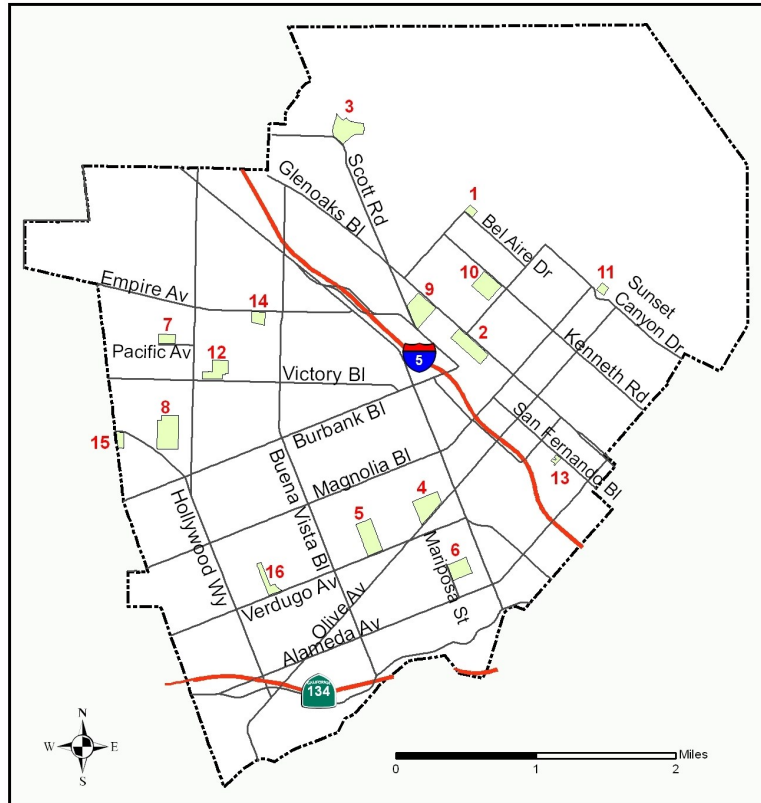 3
Scott Rd
Glenoaks Bl
1
Bel Aire Dr
10
11
Sunset
Canyon Dr
Empire Av
14
9
2
Kenneth Rd
7
Pacific Av
12
5
Victory Bl
8
15
Burbank Bl
San Fernando Bl
13
Magnolia Bl
Buena Vista Bl
Hollywood Wy
4
5
Mariposa St
6
16
Verdugo Av
Olive Av
Alameda Av
CALIFORNIA
134
N
W
E
S
Miles
0
1
2